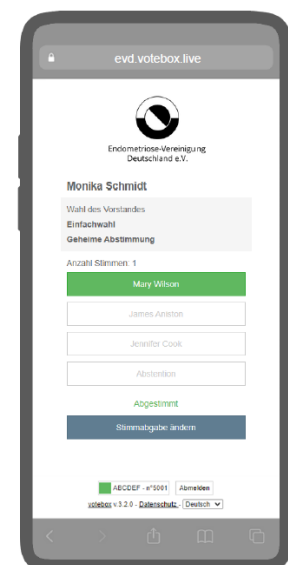 evd.votebox.live
Endometriose-Vereinigung
Deutschland e.V.
Monika Schmidt
Wahl des Vorstandes
Einfachwahl
Geheime Abstimmung
Anzahl Stimmen: 1
Mary Wilson
James Aniston
Jennifer Cook
Abstention
Abgestimmt
Stimmabgabe ändern
ABCDEF - n°5001 Abmelden
votebox v.3.2.0 - Datenschutz - Deutsch